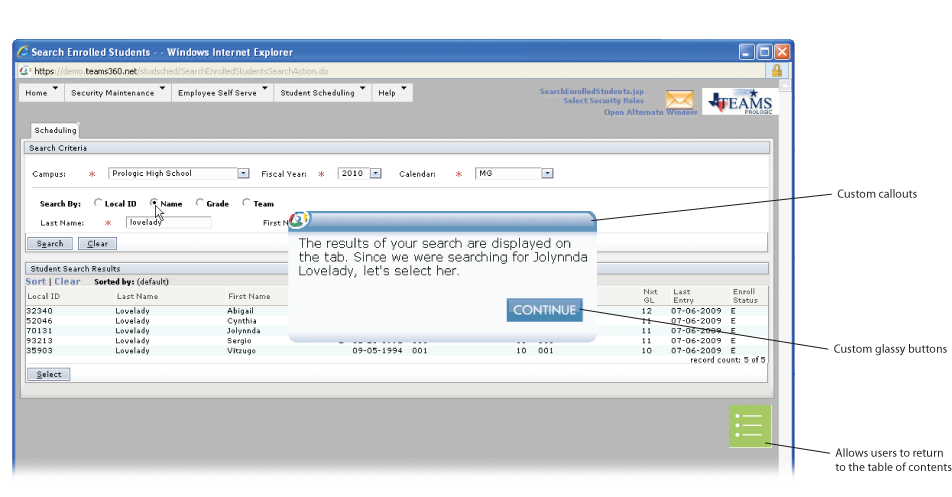 Search Enrolled Students - - Windows Internet Explorer
https://demo.teams360.net/studsched/SearchEnrolledStudentsSearchAction.do
Home Security Maintenance Employee Self Serve Student Scheduling Help
SearchEnrolledStudents.jsp
Select Security Roles
Open Alternate Window
TEAMS
PROLOGIC
Scheduling
Search Criteria
Campus: * Prologic High School Fiscal Year: * 2010 Calendar: * MG
Search By: Local ID Name Grade Team
Last Name: * lovelady First N
Search Clear
The results of your search are displayed on
the tab. Since we were searching for Jolynnda
Lovelady, let's select her.
CONTINUE
Custom callouts
Student Search Results
Sort | Clear Sorted by: (default)
Local ID Last Name First Name Nxt GL Last Entry Enroll Status
32340 Lovelady Abigail 12 07-06-2009 E
52046 Lovelady Cynthia 11 07-06-2009 E
70131 Lovelady Jolynnda 11 07-06-2009 E
93213 Lovelady Sergio 11 07-06-2009 E
35903 Lovelady Vitzugo 09-05-1994 001 10 001 10 07-06-2009 E
record count: 5 of 5
Select
Custom glassy buttons
Allows users to return
to the table of contents